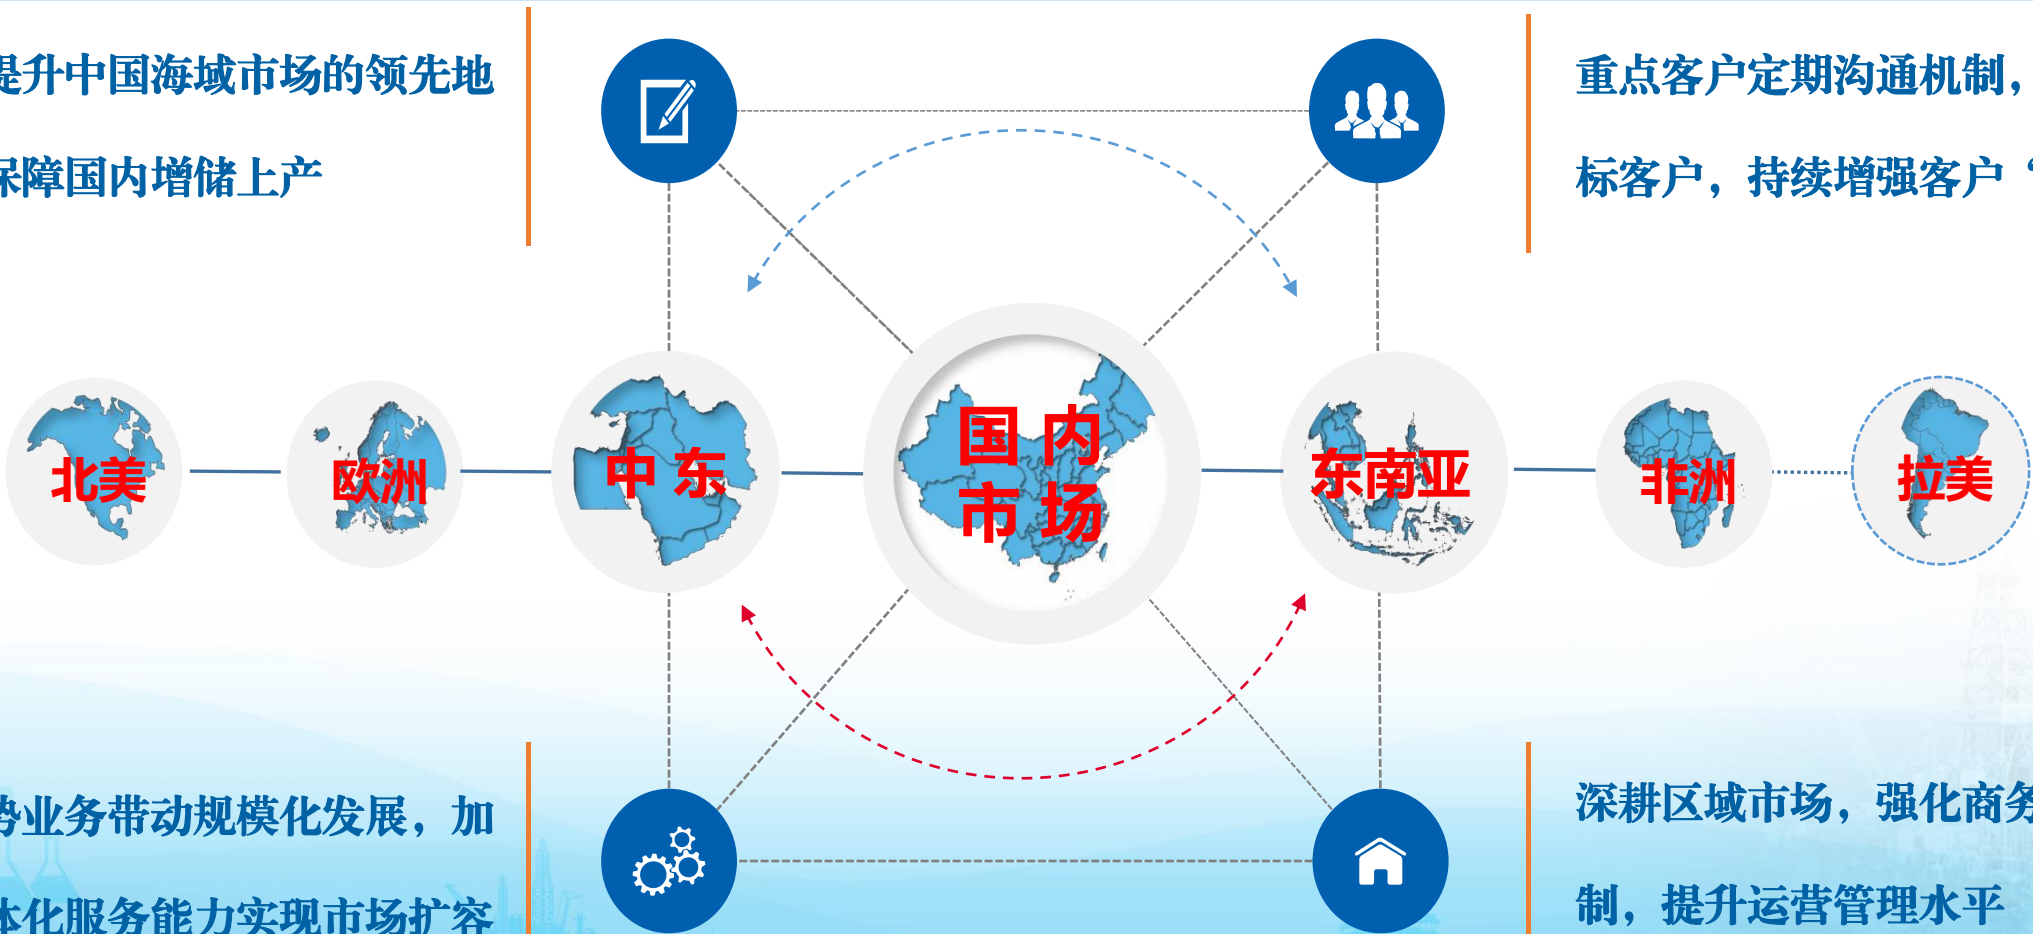 提升中国海域市场的领先地
保障国内增储上产
重点客户定期沟通机制，
标客户，持续增强客户“
北美
欧洲
中东
国内
市场
东南亚
非洲
拉美
势业务带动规模化发展，加
体化服务能力实现市场扩容
深耕区域市场，强化商务
制，提升运营管理水平